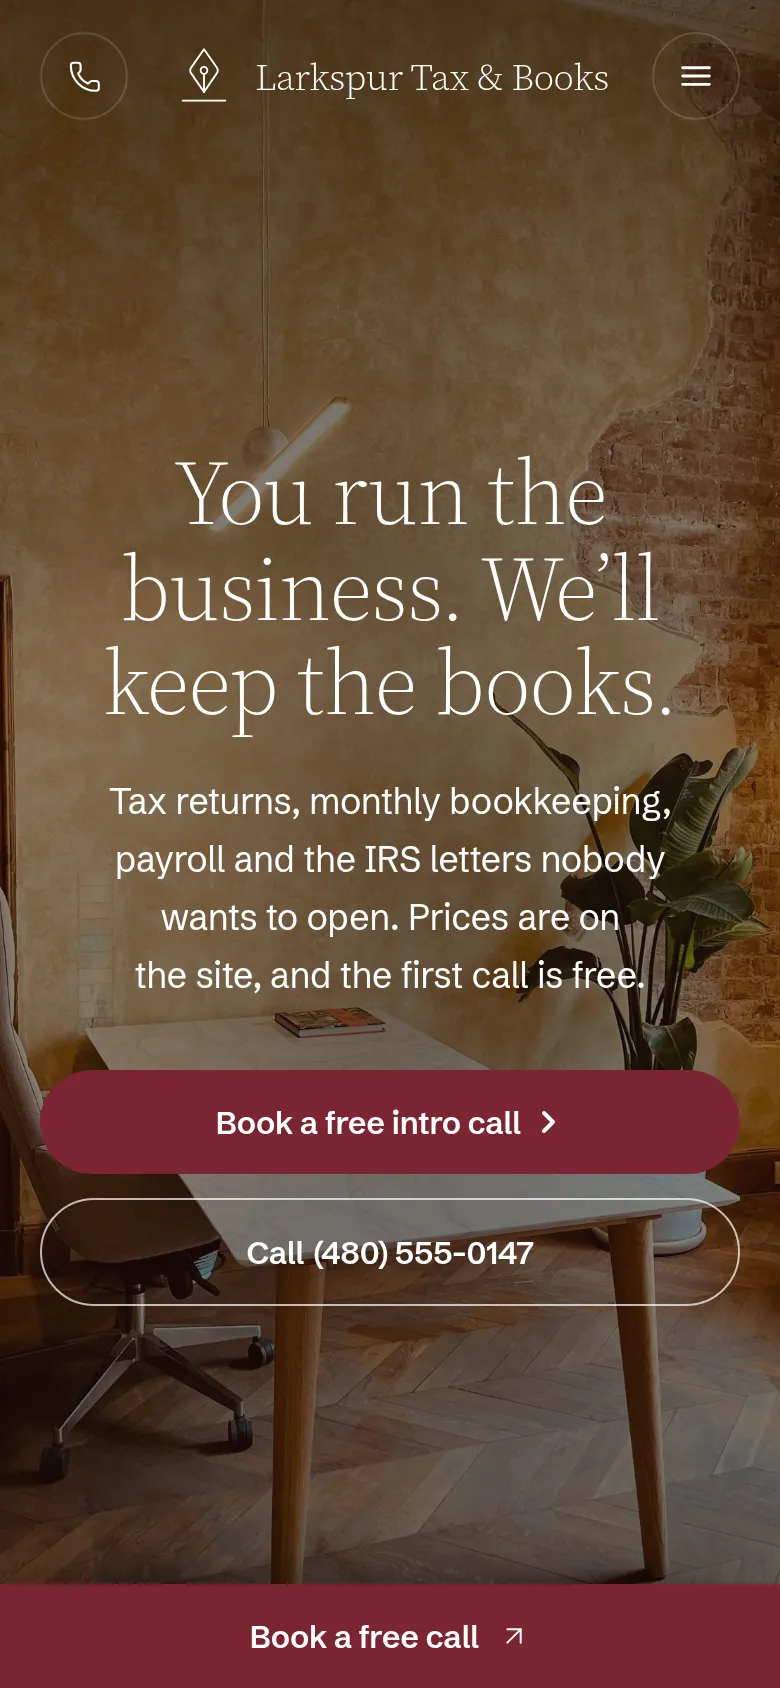 Larkspur Tax & Books
You run the
business. We’ll
keep the books.
Tax returns, monthly bookkeeping,
payroll and the IRS letters nobody
wants to open. Prices are on
the site, and the first call is free.
Book a free intro call
Call (480) 555-0147
Book a free call